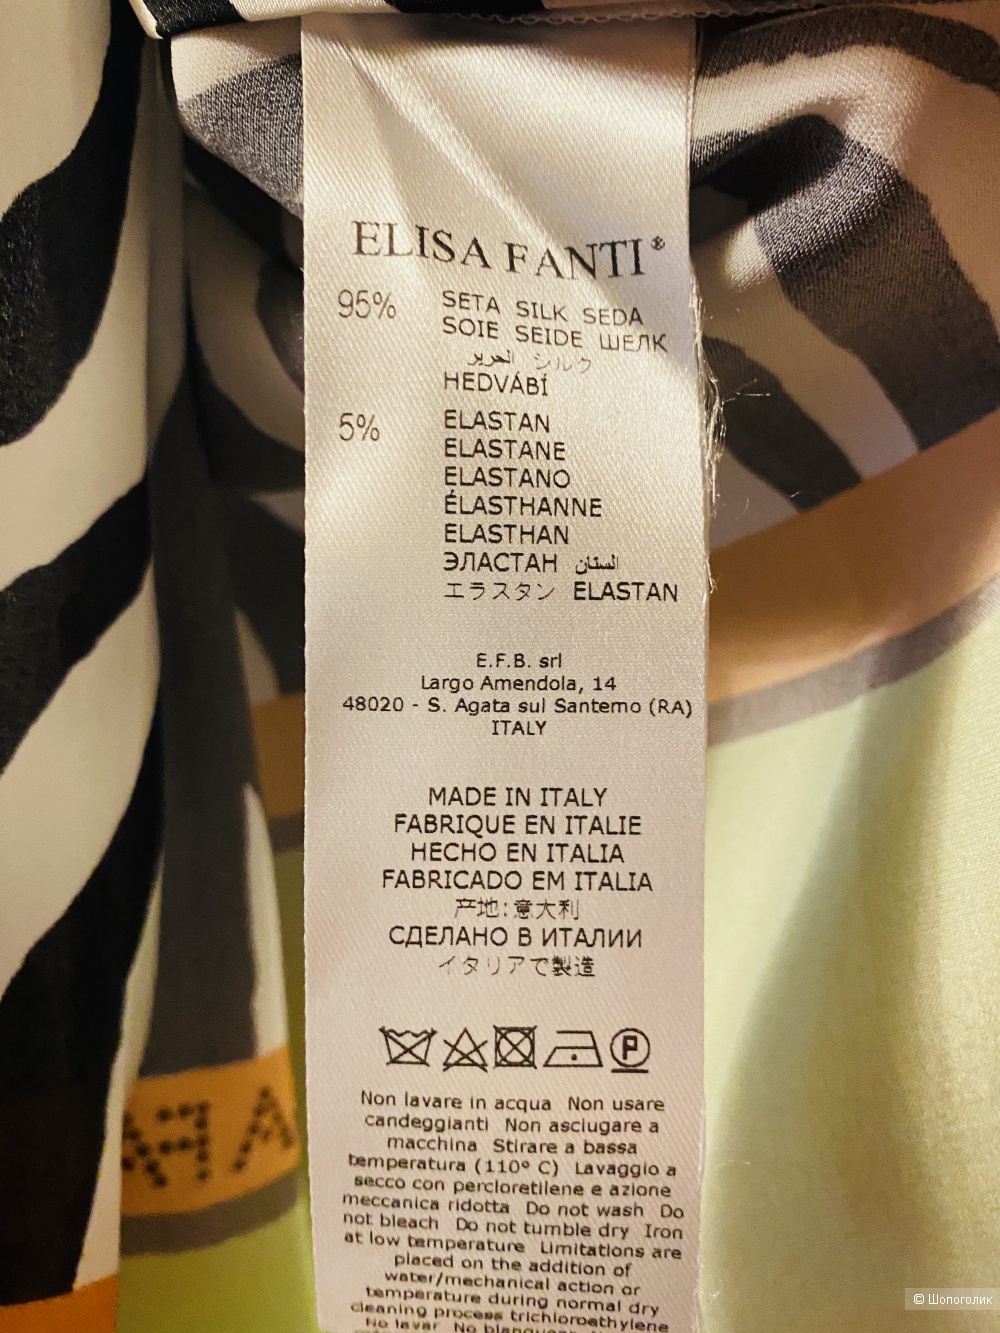 ELISA FANTI®
95% SETA SILK SEDA
SOIE SEIDE ШЕЛК
الحرير シルク
HEDVÁBÍ
5% ELASTAN
ELASTANE
ELASTANO
ÉLASTHANNE
ELASTHAN
ЭЛАСТАН الستان
エラスタン ELASTAN
E.F.B. srl
Largo Amendola, 14
48020 - S. Agata sul Santerno (RA)
ITALY
MADE IN ITALY
FABRIQUE EN ITALIE
HECHO EN ITALIA
FABRICADO EM ITALIA
产地:意大利
СДЕЛАНО В ИТАЛИИ
イタリアで製造
P
Non lavare in acqua Non usare
candeggianti Non asciugare a
macchina Stirare a bassa
temperatura (110° C) Lavaggio a
secco con percloretilene e azione
meccanica ridotta Do not wash Do
not bleach Do not tumble dry Iron
at low temperature Limitations are
placed on the addition of
water/mechanical action or
temperature during normal dry
cleaning process trichloroethylene
No lavar No
© Шопоголик